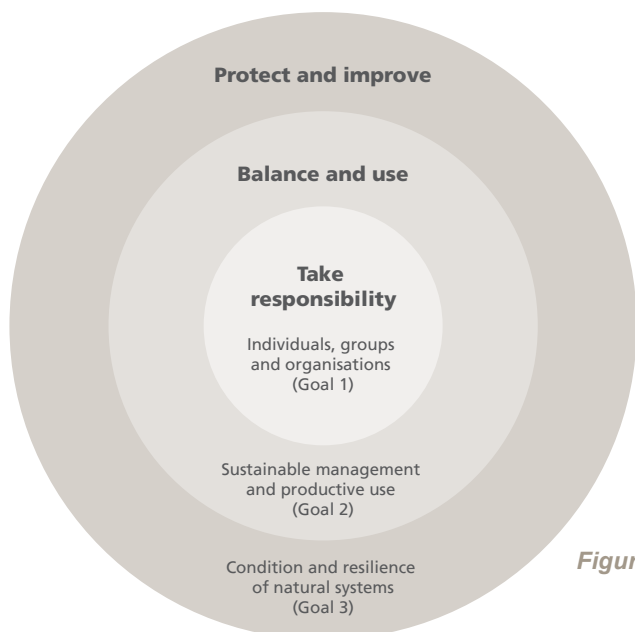 Protect and improve
Balance and use
Take
responsibility
Individuals, groups
and organisations
(Goal 1)
Sustainable management
and productive use
(Goal 2)
Condition and resilience
of natural systems
(Goal 3)